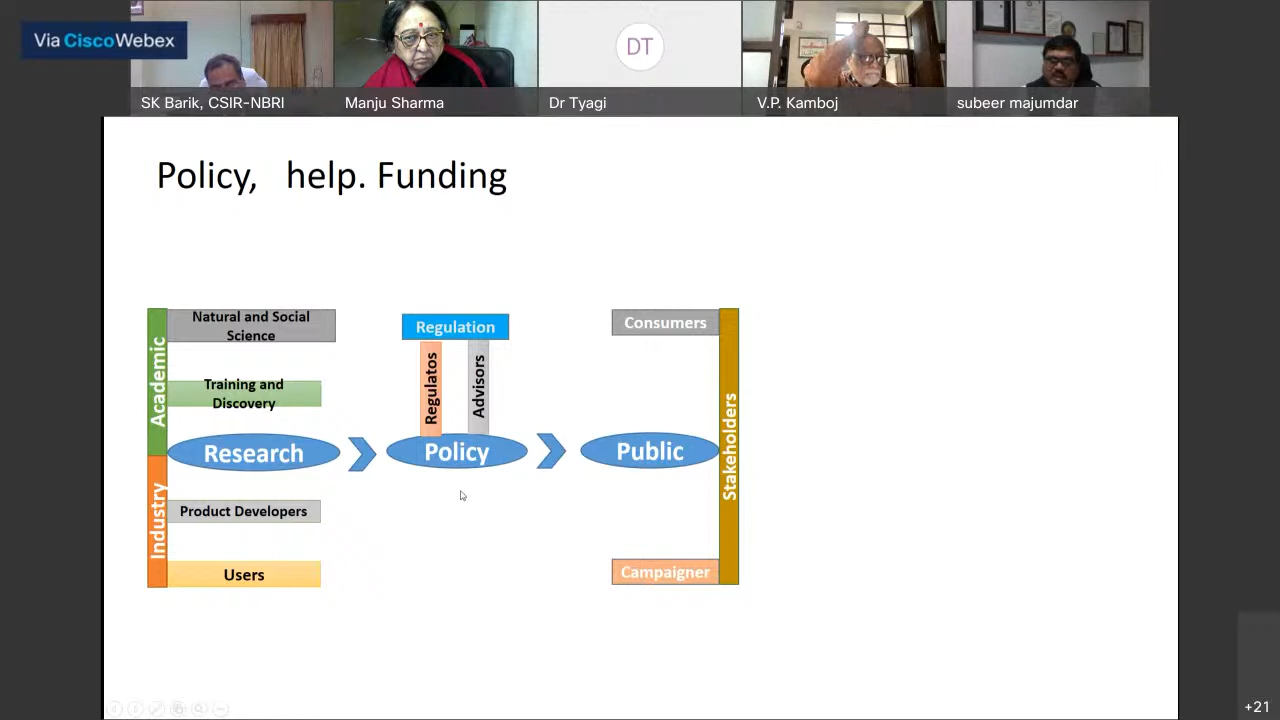 Via CiscoWebex
SK Barik, CSIR-NBRI
Manju Sharma
DT
Dr Tyagi
V.P. Kamboj
subeer majumdar
Policy, help. Funding
Academic
Industry
Natural and Social
Science
Training and
Discovery
Research
Product Developers
Users
Regulation
Regulatos
Advisors
Policy
Consumers
Public
Campaigner
Stakeholders
+21